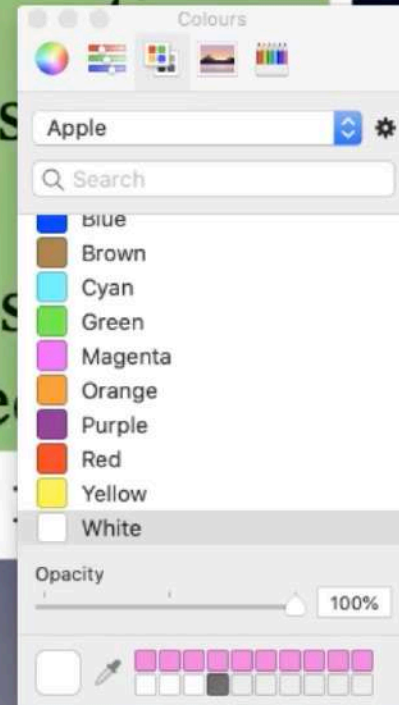 Colours
Apple
Search
Blue
Brown
Cyan
Green
Magenta
Orange
Purple
Red
Yellow
White
Opacity
100%